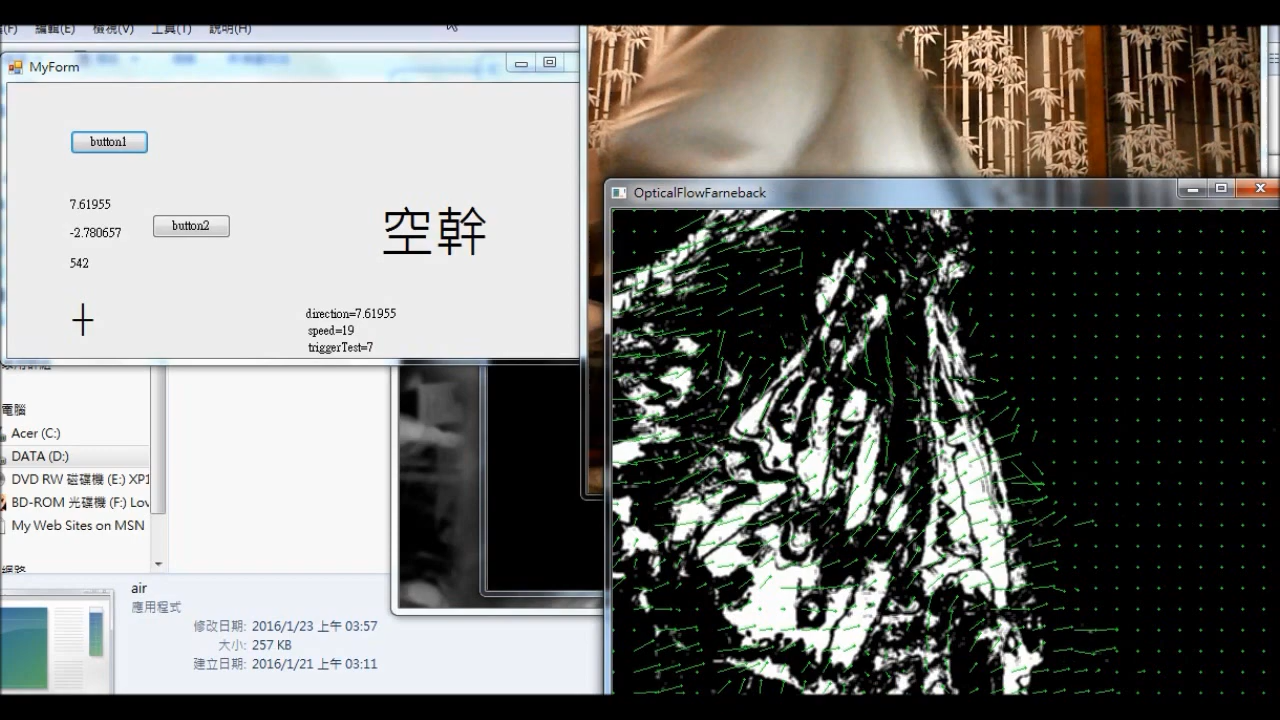 編輯(E) 檢視(V) 工具(T) 說明(H)
MyForm
button1
7.61955
button2
-2.780657
542
空幹
direction=7.61955
speed=19
triggerTest=7
OpticalFlowFarneback
電腦
Acer (C:)
DATA (D:)
DVD RW 磁碟機 (E:) XP1
BD-ROM 光碟機 (F:) Lov
My Web Sites on MSN
air
應用程式
修改日期: 2016/1/23 上午 03:57
大小: 257 KB
建立日期: 2016/1/21 上午 03:11